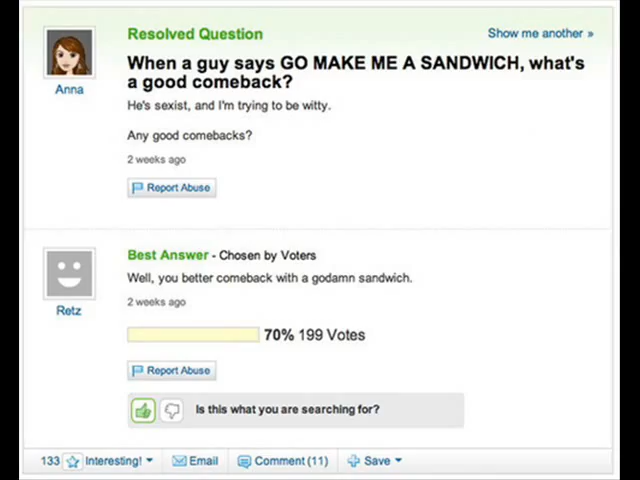 Resolved Question
Show me another »
When a guy says GO MAKE ME A SANDWICH, what's
a good comeback?
Anna
He's sexist, and I'm trying to be witty.
Any good comebacks?
2 weeks ago
Report Abuse
Best Answer - Chosen by Voters
Well, you better comeback with a godamn sandwich.
Retz
2 weeks ago
70% 199 Votes
Report Abuse
Is this what you are searching for?
133 Interesting! Email Comment (11) Save